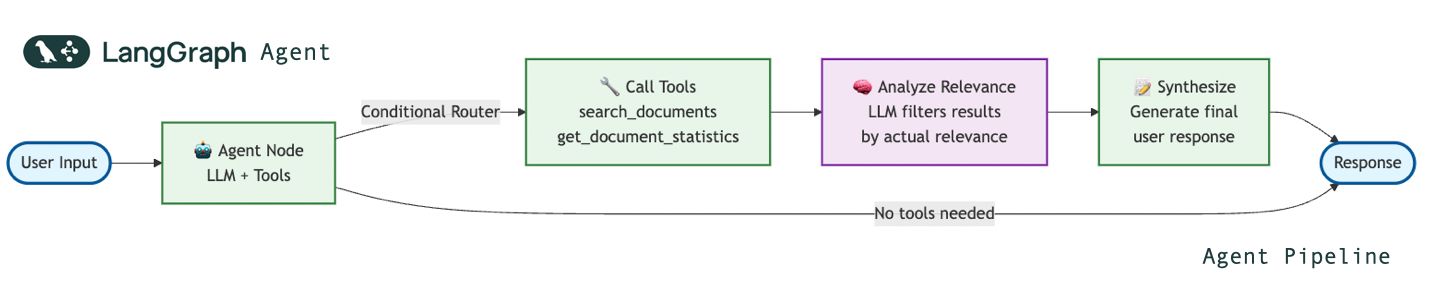 LangGraph Agent
User Input
🤖 Agent Node
LLM + Tools
Conditional Router
🔧 Call Tools
search_documents
get_document_statistics
🧠 Analyze Relevance
LLM filters results
by actual relevance
📝 Synthesize
Generate final
user response
Response
No tools needed
Agent Pipeline